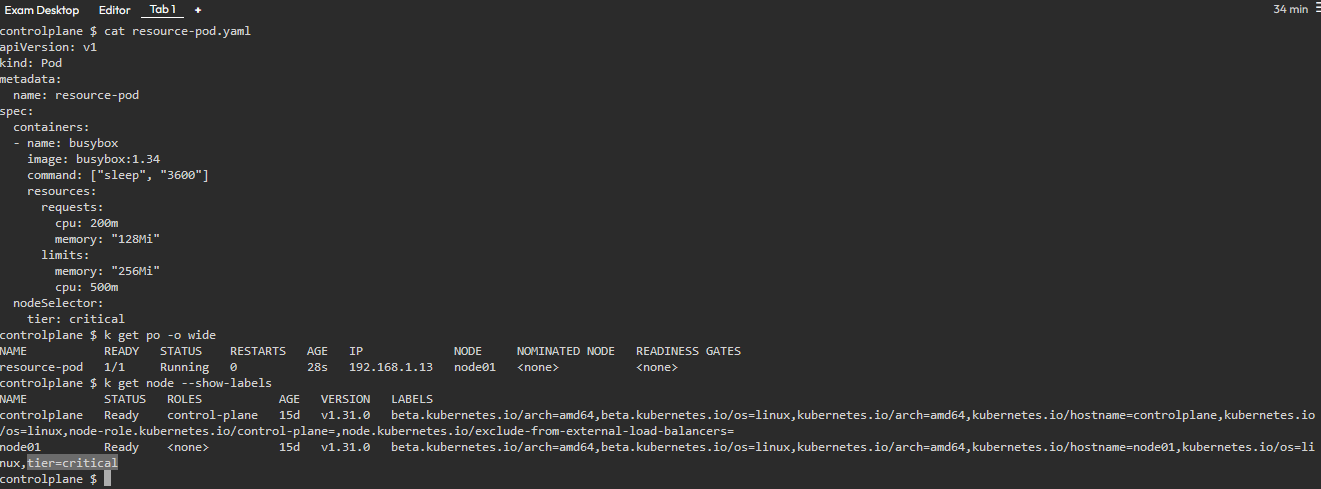 Exam Desktop Editor Tab 1 + 34 min
controlplane $ cat resource-pod.yaml
apiVersion: v1
kind: Pod
metadata:
  name: resource-pod
spec:
  containers:
  - name: busybox
    image: busybox:1.34
    command: ["sleep", "3600"]
    resources:
      requests:
        cpu: 200m
        memory: "128Mi"
      limits:
        memory: "256Mi"
        cpu: 500m
  nodeSelector:
    tier: critical
controlplane $ k get po -o wide
NAME           READY   STATUS    RESTARTS   AGE   IP             NODE     NOMINATED NODE   READINESS GATES
resource-pod   1/1     Running   0          28s   192.168.1.13   node01   <none>           <none>
controlplane $ k get node --show-labels
NAME           STATUS   ROLES           AGE   VERSION   LABELS
controlplane   Ready    control-plane   15d   v1.31.0   beta.kubernetes.io/arch=amd64,beta.kubernetes.io/os=linux,kubernetes.io/arch=amd64,kubernetes.io/hostname=controlplane,kubernetes.io
/os=linux,node-role.kubernetes.io/control-plane=,node.kubernetes.io/exclude-from-external-load-balancers=
node01         Ready    <none>          15d   v1.31.0   beta.kubernetes.io/arch=amd64,beta.kubernetes.io/os=linux,kubernetes.io/arch=amd64,kubernetes.io/hostname=node01,kubernetes.io/os=li
nux,tier=critical
controlplane $